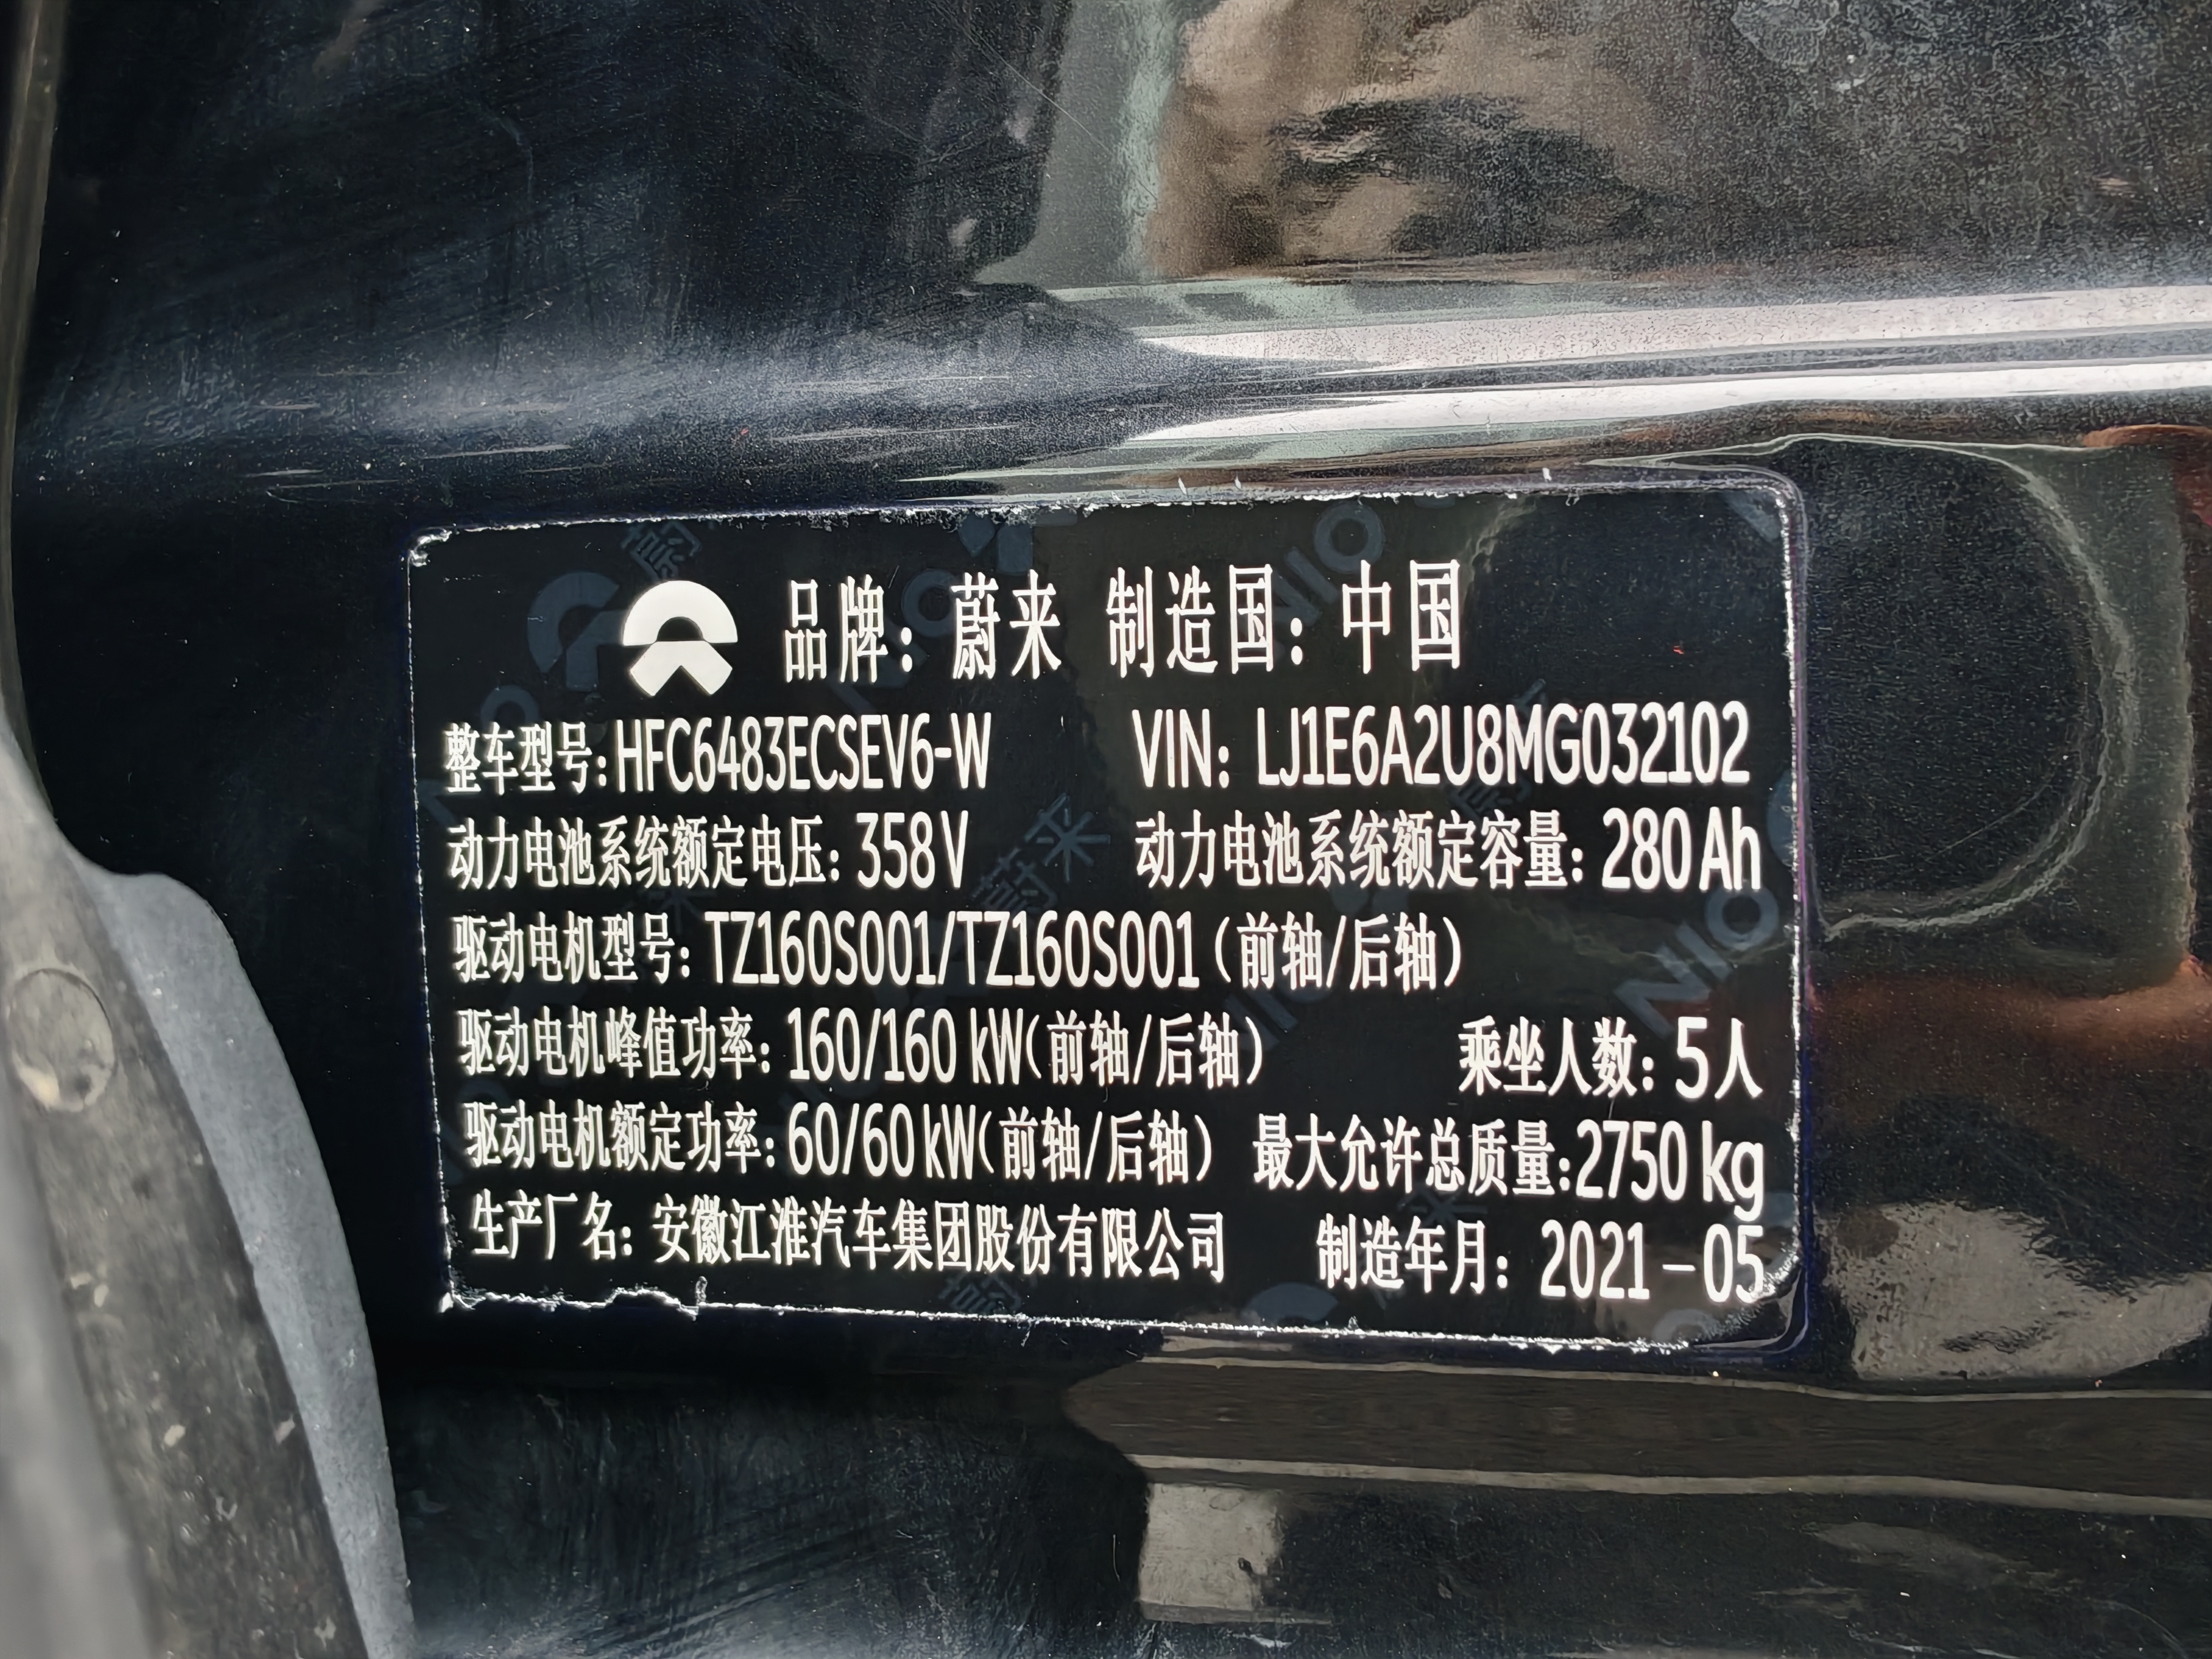 品牌：蔚来 制造国：中国
整车型号：HFC6483ECSEV6-W VIN：LJ1E6A2U8MG032102
动力电池系统额定电压：358V 动力电池系统额定容量：280Ah
驱动电机型号：TZ160S001/TZ160S001（前轴/后轴）
驱动电机峰值功率：160/160 kW（前轴/后轴） 乘坐人数：5人
驱动电机额定功率：60/60kW（前轴/后轴） 最大允许总质量：2750 kg
生产厂名：安徽江淮汽车集团股份有限公司 制造年月：2021-05